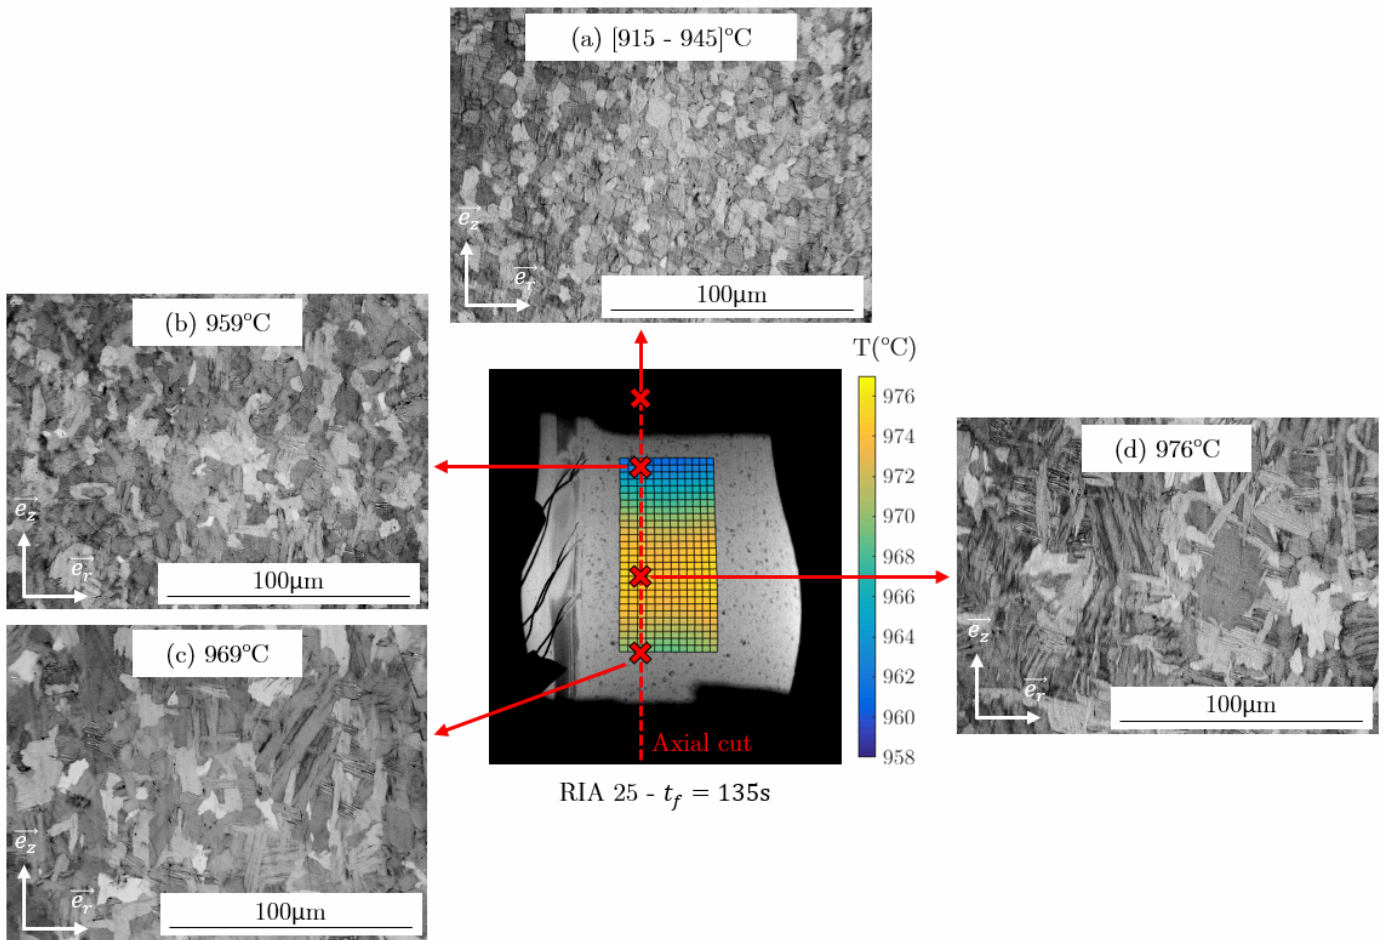 (a) [915 - 945]°C
e_z
e_r
100μm
(b) 959°C
e_z
e_r
100μm
(c) 969°C
e_z
e_r
100μm
T(°C)
976
974
972
970
968
966
964
962
960
958
Axial cut
RIA 25 - t_f = 135s
(d) 976°C
e_z
e_r
100μm